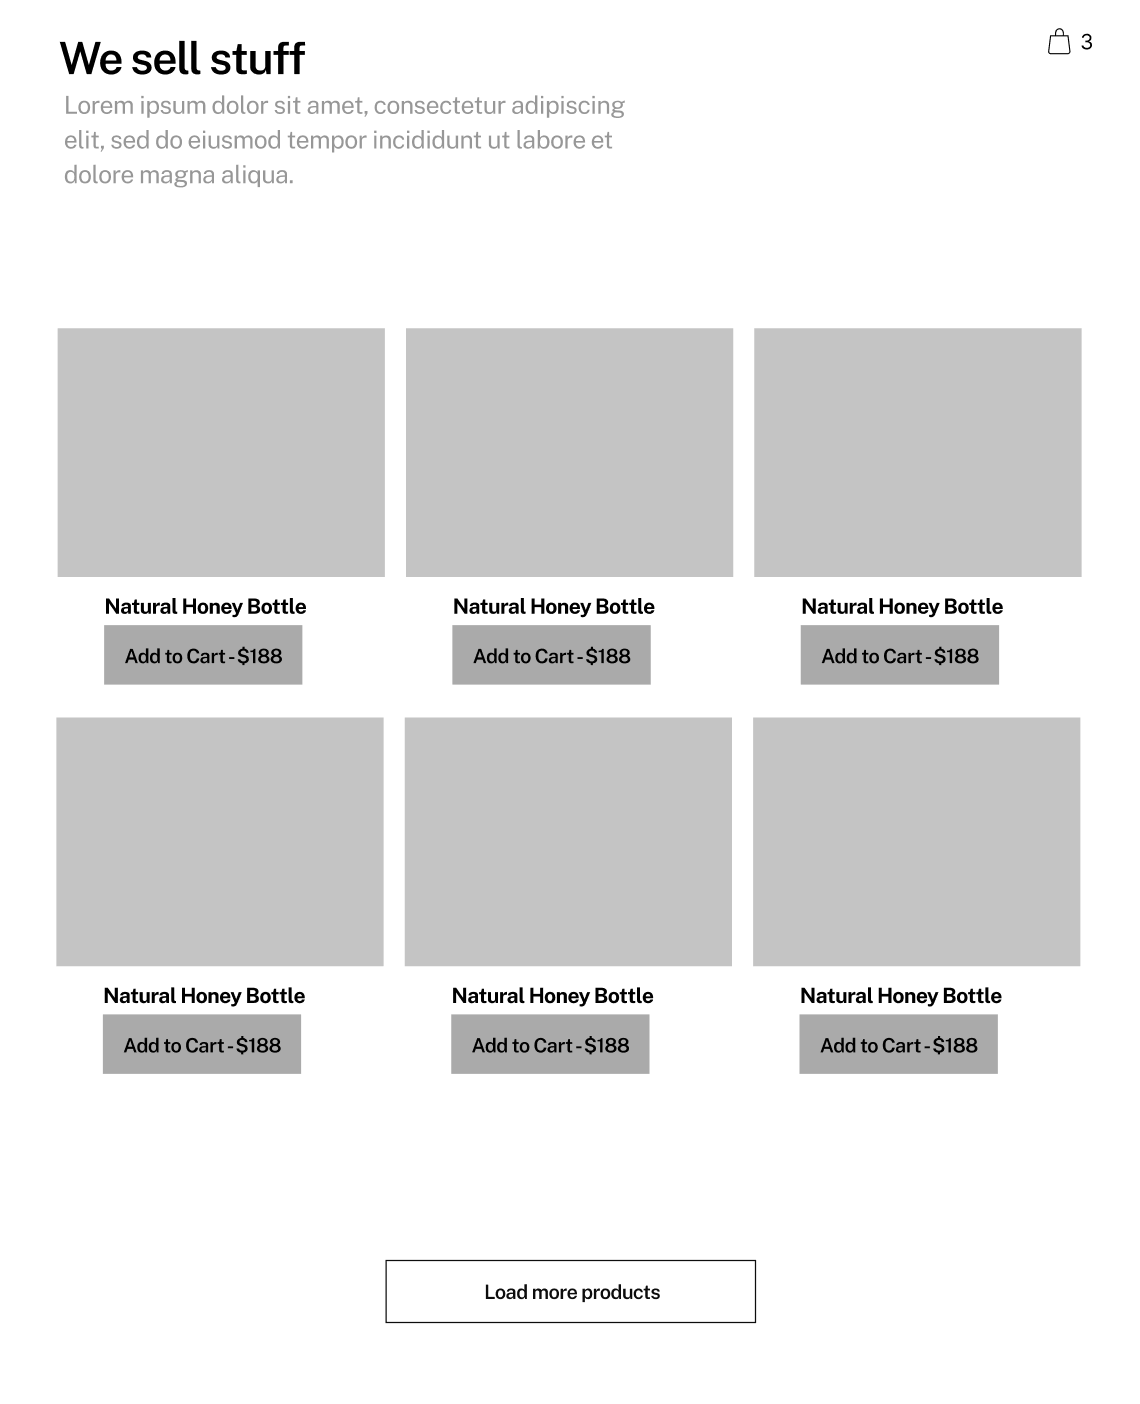 We sell stuff
3
Lorem ipsum dolor sit amet, consectetur adipiscing
elit, sed do eiusmod tempor incididunt ut labore et
dolore magna aliqua.
Natural Honey Bottle
Add to Cart - $188
Natural Honey Bottle
Add to Cart - $188
Natural Honey Bottle
Add to Cart - $188
Natural Honey Bottle
Add to Cart - $188
Natural Honey Bottle
Add to Cart - $188
Natural Honey Bottle
Add to Cart - $188
Load more products